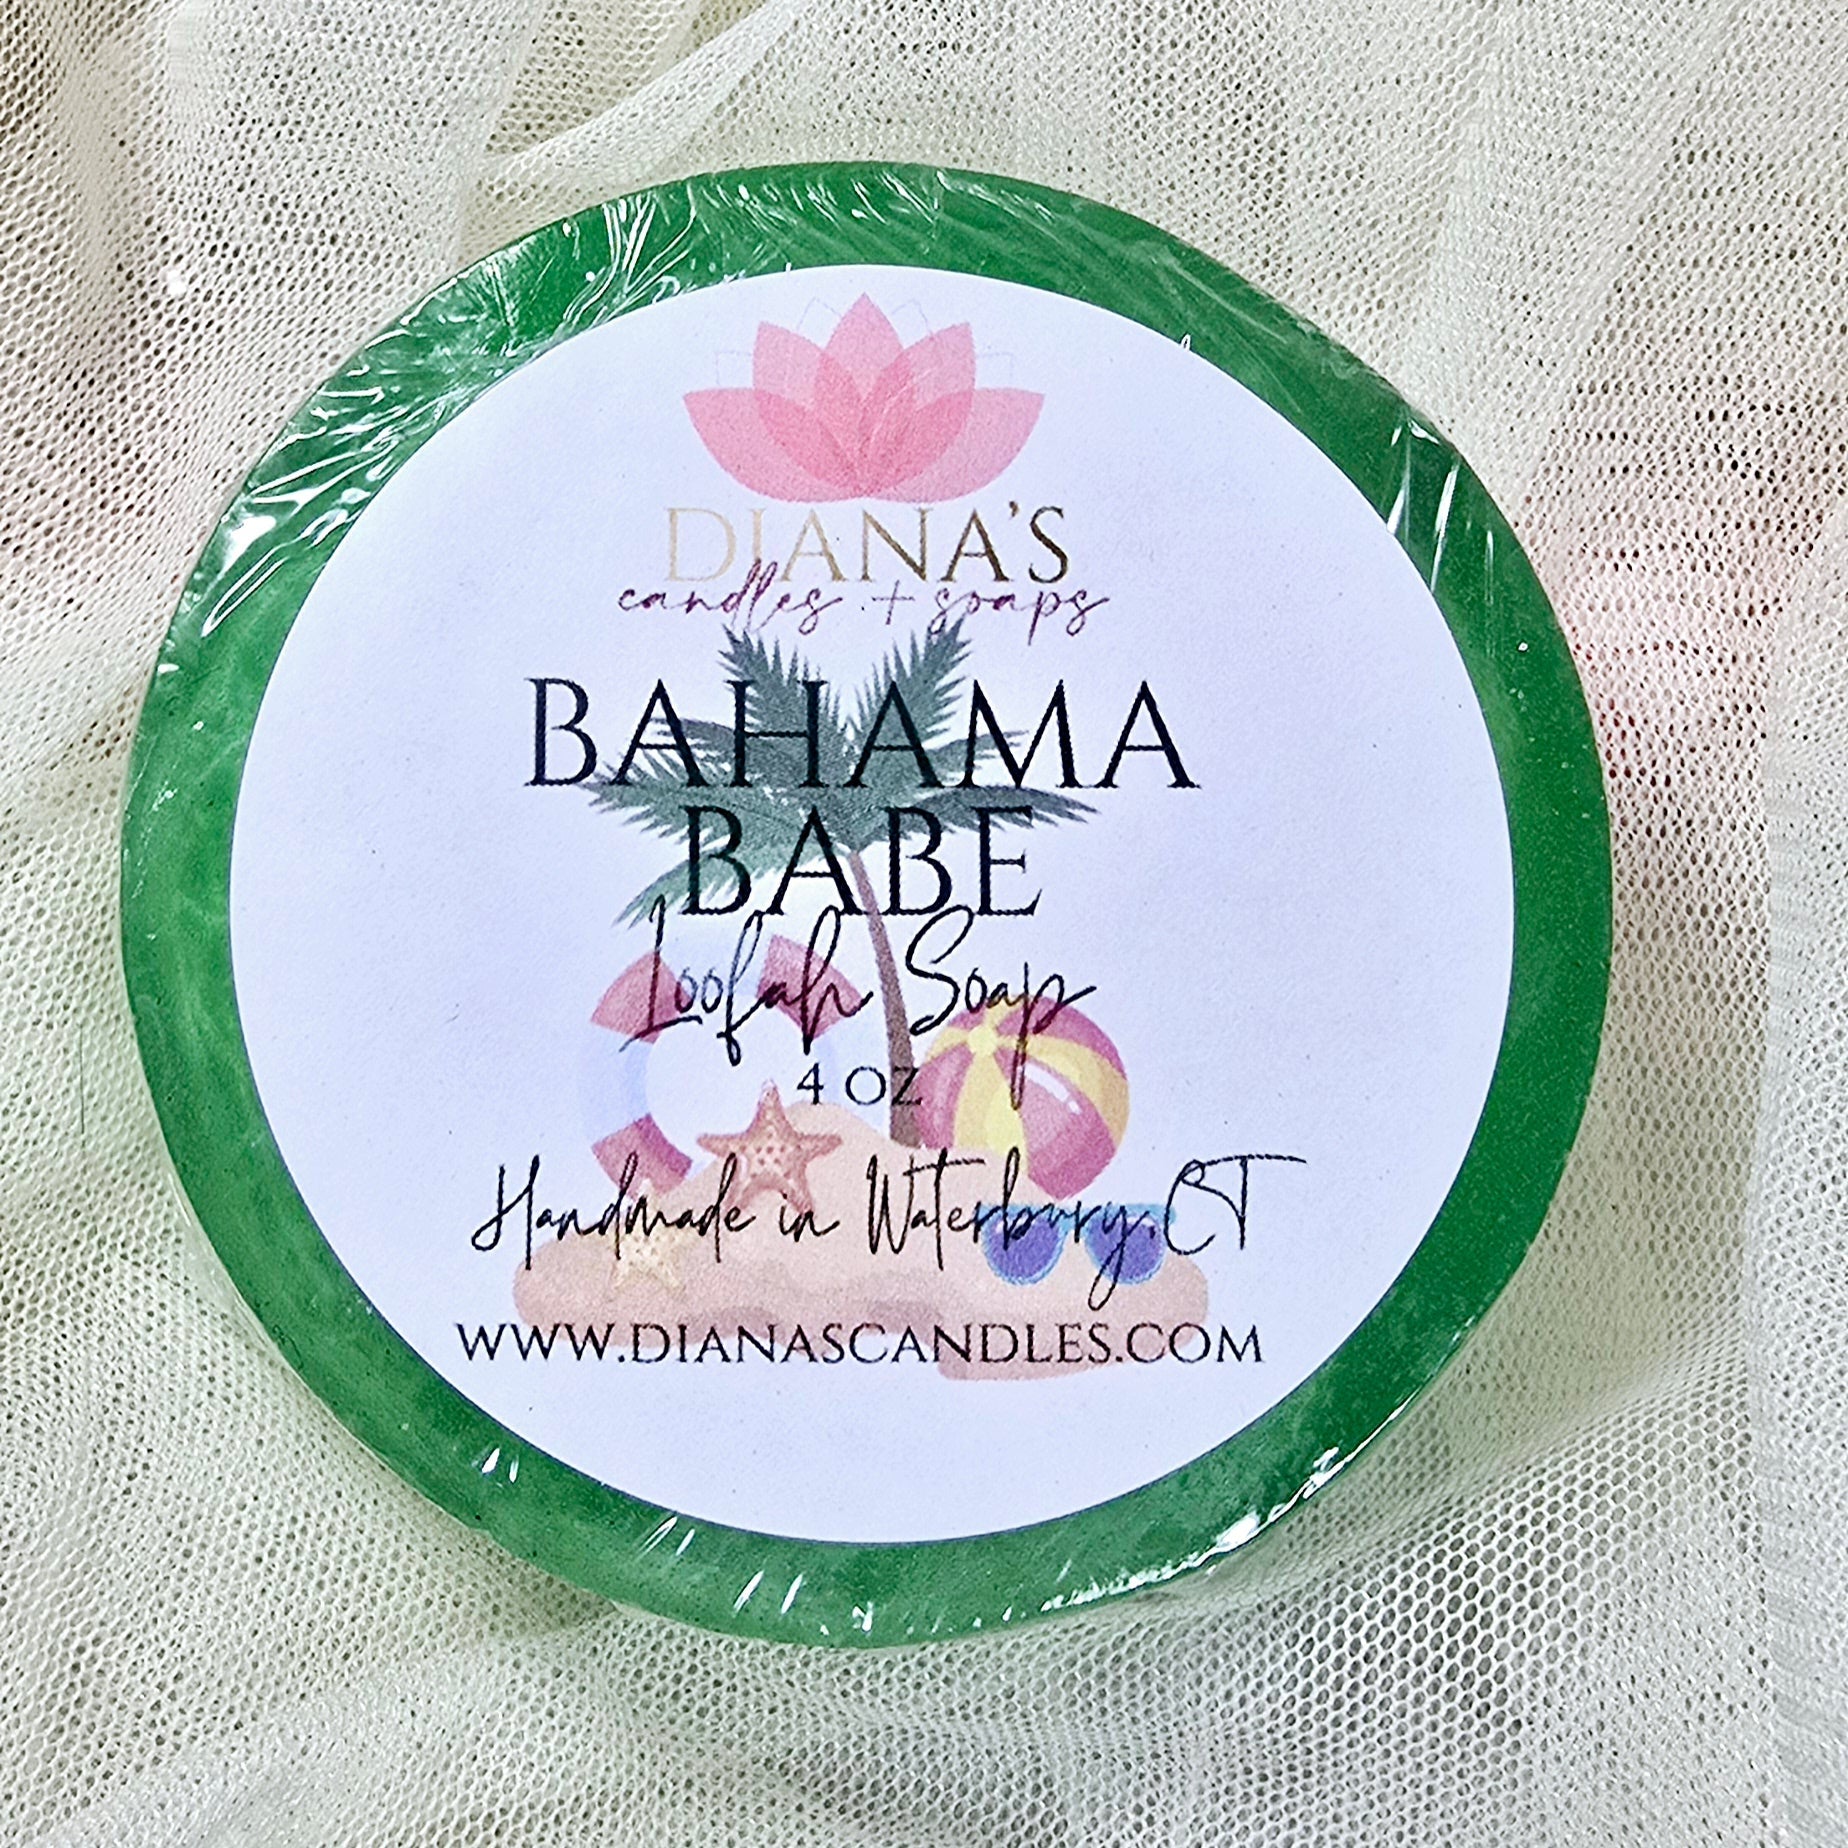 DIANA'S
candles + soaps
BAHAMA
BABE
Loofah Soap
4 OZ
Handmade in Waterbury, CT
WWW.DIANASCANDLES.COM